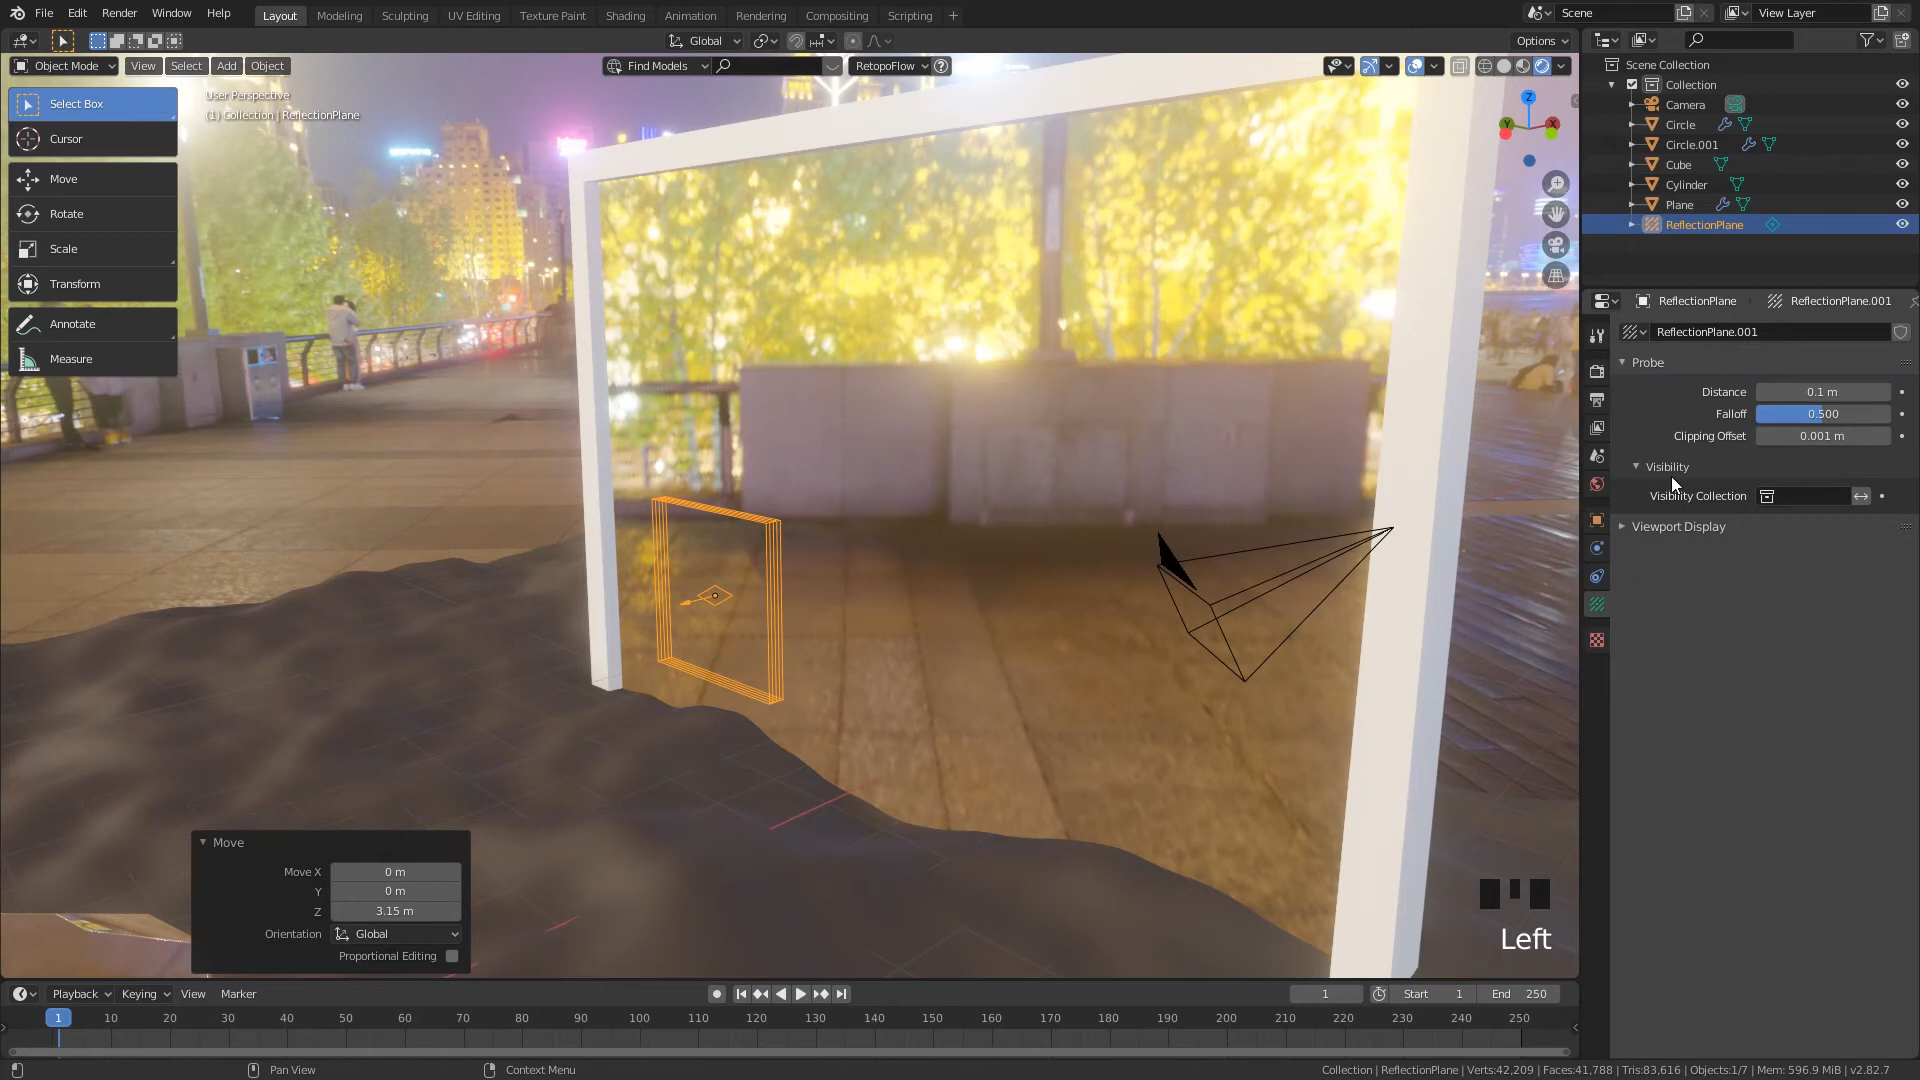 File Edit Render Window Help
Layout Modeling Sculpting UV Editing Texture Paint Shading Animation Rendering Compositing Scripting +
Scene
View Layer
Global
Options
Object Mode View Select Add Object
Find Models
RetopoFlow
User Perspective
(1) Collection | ReflectionPlane
Select Box
Cursor
Move
Rotate
Scale
Transform
Annotate
Measure
Z
Y
X
Scene Collection
Collection
Camera
Circle
Circle.001
Cube
Cylinder
Plane
ReflectionPlane
ReflectionPlane ReflectionPlane.001
ReflectionPlane.001
Probe
Distance 0.1 m
Falloff 0.500
Clipping Offset 0.001 m
Visibility
Visibility Collection
Viewport Display
Move
Move X 0 m
Y 0 m
Z 3.15 m
Orientation Global
Proportional Editing
Left
Playback Keying View Marker
1
Start 1
End 250
1 10 20 30 40 50 60 70 80 90 100 110 120 130 140 150 160 170 180 190 200 210 220 230 240 250
Pan View
Context Menu
Collection | ReflectionPlane | Verts:42,209 | Faces:41,788 | Tris:83,616 | Objects:1/7 | Mem: 596.9 MiB | v2.82.7